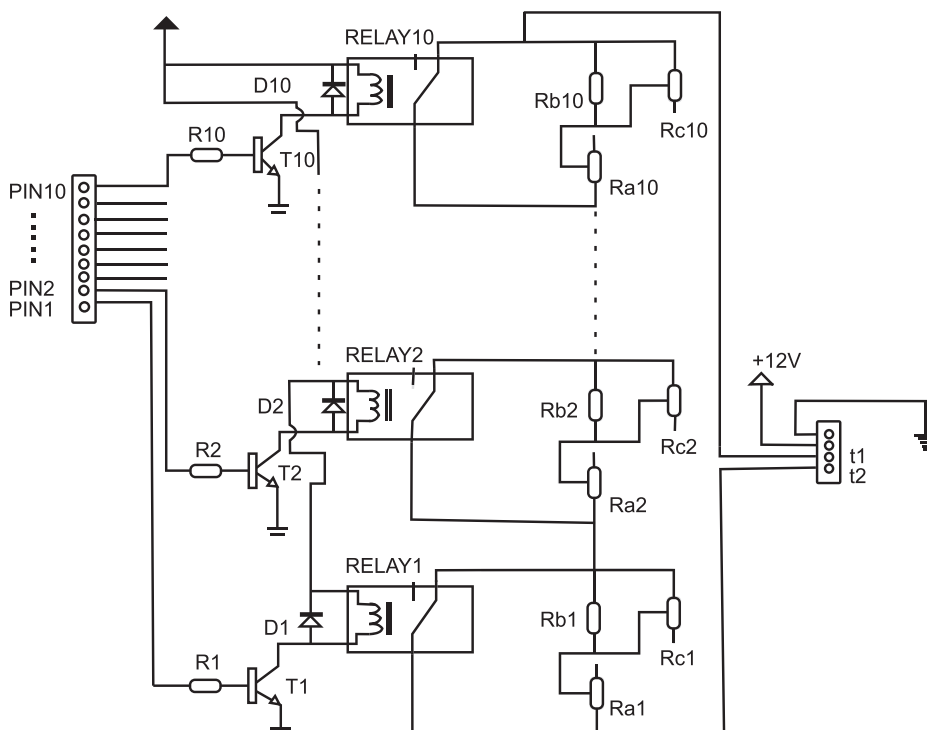 RELAY10
D10
Rb10
Rc10
R10
T10
Ra10
PIN10
PIN2
PIN1
RELAY2
+12V
D2
Rb2
Rc2
R2
T2
t1
t2
Ra2
RELAY1
D1
Rb1
Rc1
R1
T1
Ra1